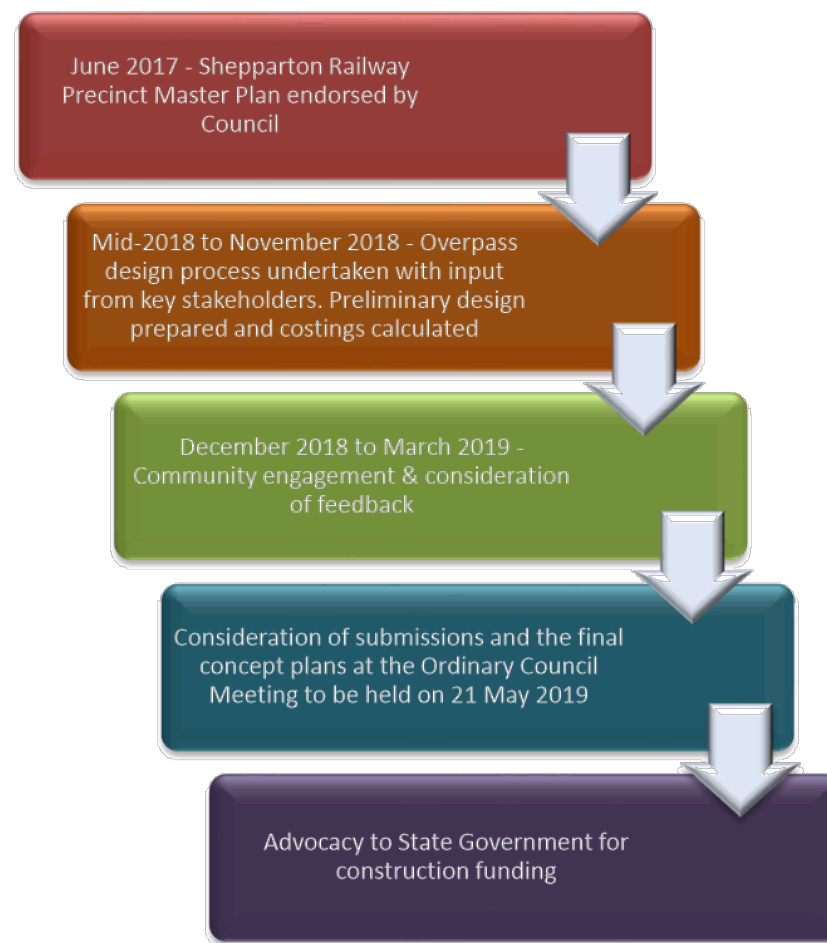 June 2017 - Shepparton Railway
Precinct Master Plan endorsed by
Council
Mid-2018 to November 2018 - Overpass
design process undertaken with input
from key stakeholders. Preliminary design
prepared and costings calculated
December 2018 to March 2019 -
Community engagement & consideration
of feedback
Consideration of submissions and the final
concept plans at the Ordinary Council
Meeting to be held on 21 May 2019
Advocacy to State Government for
construction funding